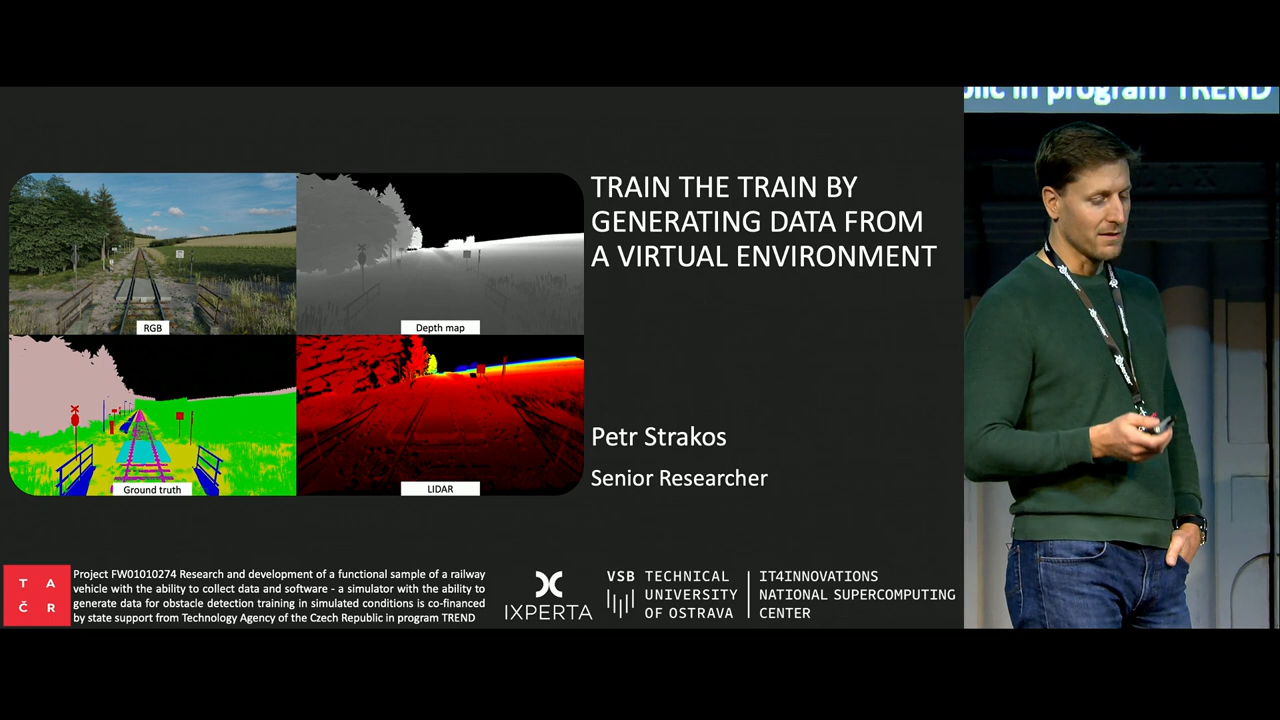 TRAIN THE TRAIN BY
GENERATING DATA FROM
A VIRTUAL ENVIRONMENT
RGB
Depth map
Ground truth
LIDAR
Petr Strakos
Senior Researcher
T A
Č R
Project FW01010274 Research and development of a functional sample of a railway
vehicle with the ability to collect data and software - a simulator with the ability to
generate data for obstacle detection training in simulated conditions is co-financed
by state support from Technology Agency of the Czech Republic in program TREND
IXPERTA
VSB TECHNICAL
UNIVERSITY
OF OSTRAVA
IT4INNOVATIONS
NATIONAL SUPERCOMPUTING
CENTER
in program TREND